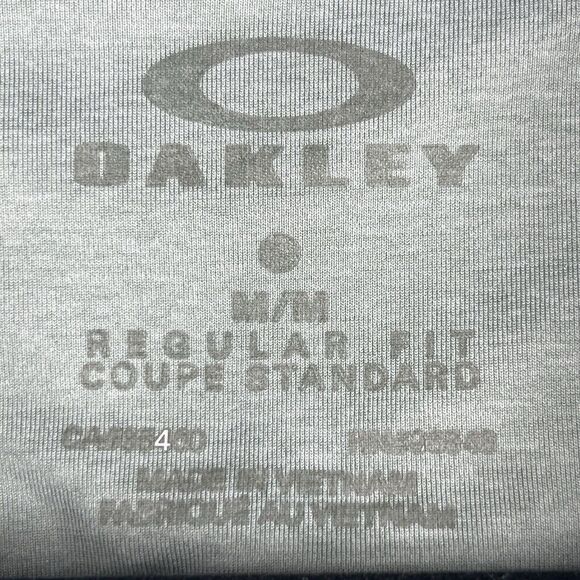 OAKLEY
M/M
REGULAR FIT
COUPE STANDARD
MADE IN VIETNAM
FABRIQUÉ AU VIETNAM